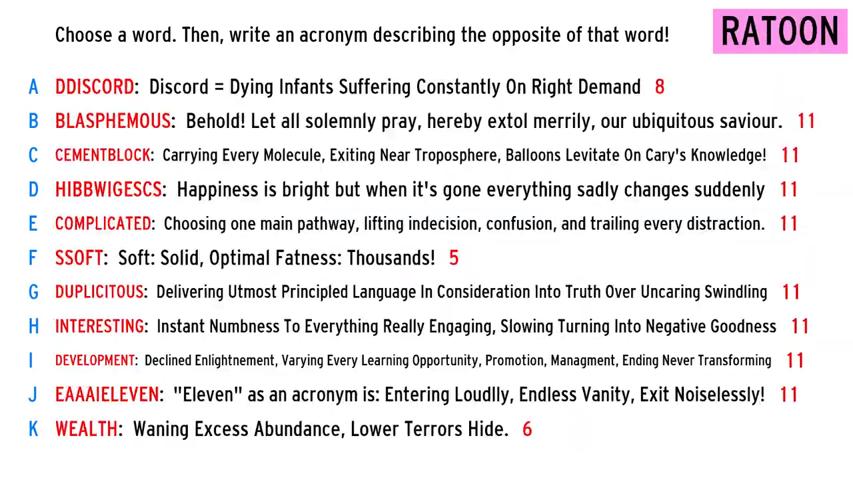 Choose a word. Then, write an acronym describing the opposite of that word! RATOON
A DDISCORD: Discord = Dying Infants Suffering Constantly On Right Demand 8
B BLASPHEMOUS: Behold! Let all solemnly pray, hereby extol merrily, our ubiquitous saviour. 11
C CEMENTBLOCK: Carrying Every Molecule, Exiting Near Troposphere, Balloons Levitate On Cary's Knowledge! 11
D HIBBWIGESCS: Happiness is bright but when it's gone everything sadly changes suddenly 11
E COMPLICATED: Choosing one main pathway, lifting indecision, confusion, and trailing every distraction. 11
F SSOFT: Soft: Solid, Optimal Fatness: Thousands! 5
G DUPLICITOUS: Delivering Utmost Principled Language In Consideration Into Truth Over Uncaring Swindling 11
H INTERESTING: Instant Numbness To Everything Really Engaging, Slowing Turning Into Negative Goodness 11
I DEVELOPMENT: Declined Enlightnement, Varying Every Learning Opportunity, Promotion, Managment, Ending Never Transforming 11
J EAAAIELEVEN: "Eleven" as an acronym is: Entering Loudlly, Endless Vanity, Exit Noiselessly! 11
K WEALTH: Waning Excess Abundance, Lower Terrors Hide. 6